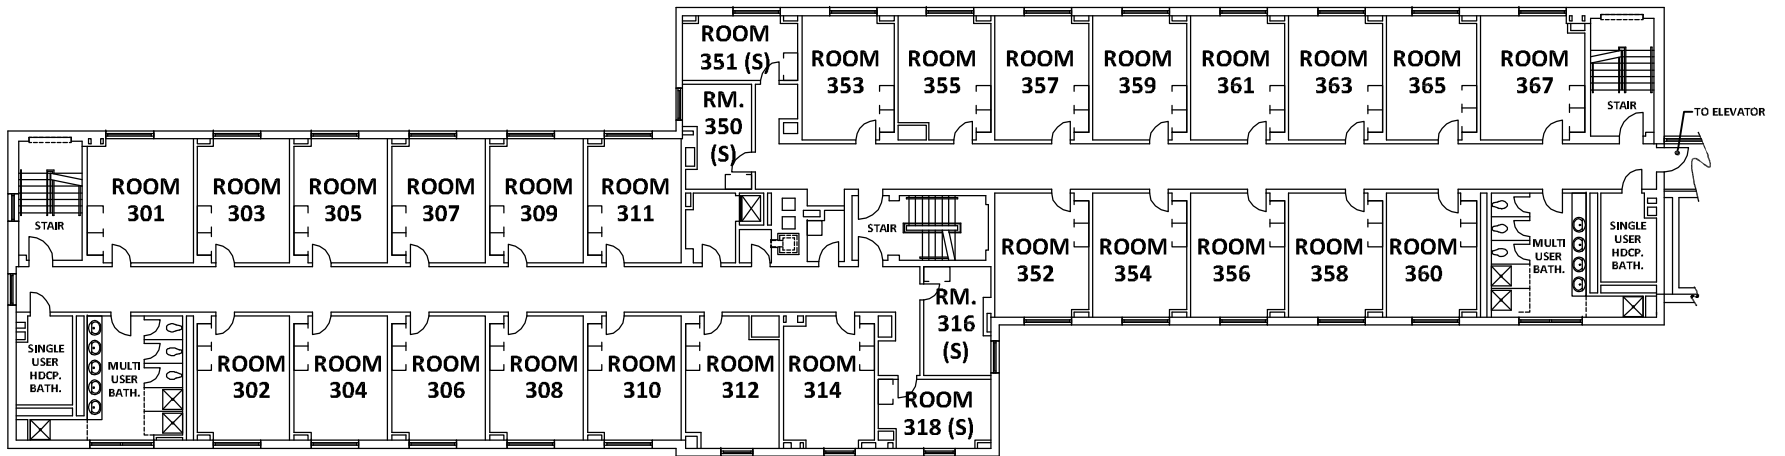 ROOM
351 (S)
RM.
350
(S)
ROOM
353
ROOM
355
ROOM
357
ROOM
359
ROOM
361
ROOM
363
ROOM
365
ROOM
367
STAIR
TO ELEVATOR
STAIR
ROOM
301
ROOM
303
ROOM
305
ROOM
307
ROOM
309
ROOM
311
STAIR
ROOM
352
ROOM
354
ROOM
356
ROOM
358
ROOM
360
MULTI
USER
BATH.
SINGLE
USER
HDCP.
BATH.
SINGLE
USER
HDCP.
BATH.
MULTI
USER
BATH.
ROOM
302
ROOM
304
ROOM
306
ROOM
308
ROOM
310
ROOM
312
ROOM
314
RM.
316
(S)
ROOM
318 (S)